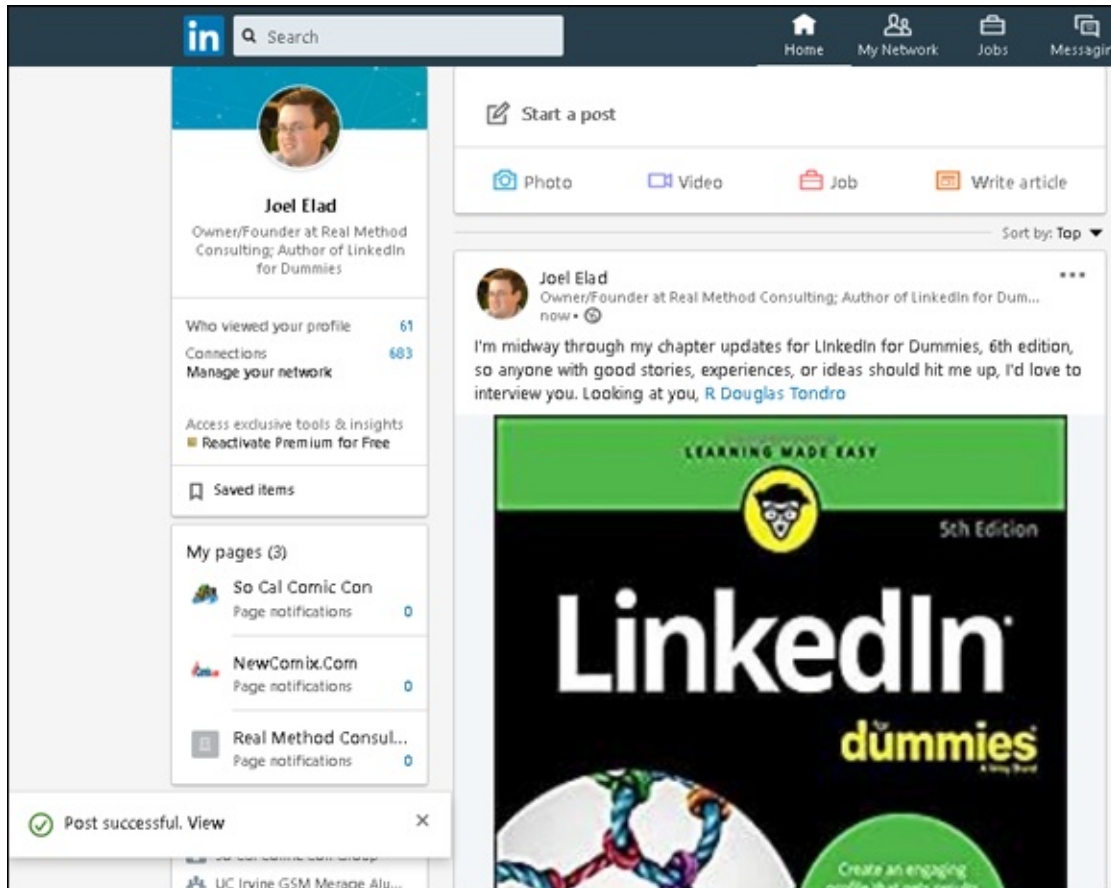 in
Search
Home
My Network
Jobs
Messagin
Joel Elad
Owner/Founder at Real Method
Consulting; Author of LinkedIn
for Dummies
Who viewed your profile 61
Connections 683
Manage your network
Access exclusive tools & insights
Reactivate Premium for Free
Saved items
My pages (3)
So Cal Comic Con
Page notifications 0
NewComix.Com
Page notifications 0
Real Method Consul...
Page notifications 0
Post successful. View
So Cal Comic Con Group
UC Irvine GSM Merage Alu...
Start a post
Photo
Video
Job
Write article
Sort by: Top
Joel Elad
Owner/Founder at Real Method Consulting; Author of LinkedIn for Dum...
now •
I'm midway through my chapter updates for LInkedIn for Dummies, 6th edition,
so anyone with good stories, experiences, or ideas should hit me up, I'd love to
interview you. Looking at you, R Douglas Tondro
LEARNING MADE EASY
5th Edition
LinkedIn
for
dummies
A Wiley Brand
Create an engaging